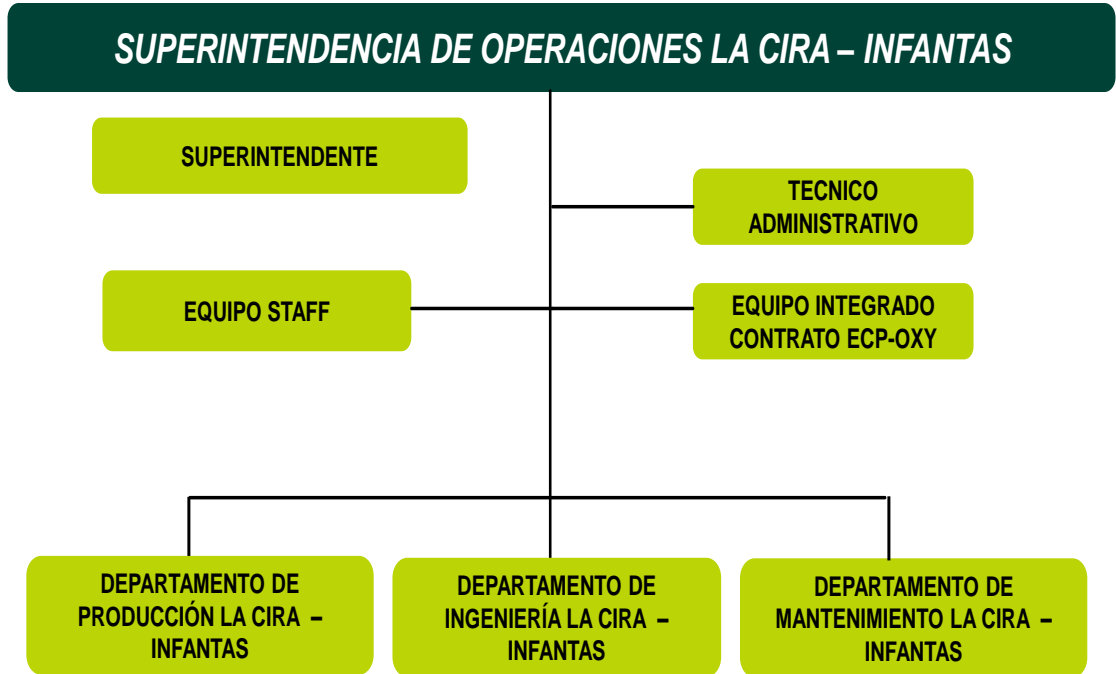 SUPERINTENDENCIA DE OPERACIONES LA CIRA – INFANTAS
SUPERINTENDENTE
TECNICO
ADMINISTRATIVO
EQUIPO STAFF
EQUIPO INTEGRADO
CONTRATO ECP-OXY
DEPARTAMENTO DE
PRODUCCIÓN LA CIRA –
INFANTAS
DEPARTAMENTO DE
INGENIERÍA LA CIRA –
INFANTAS
DEPARTAMENTO DE
MANTENIMIENTO LA CIRA –
INFANTAS